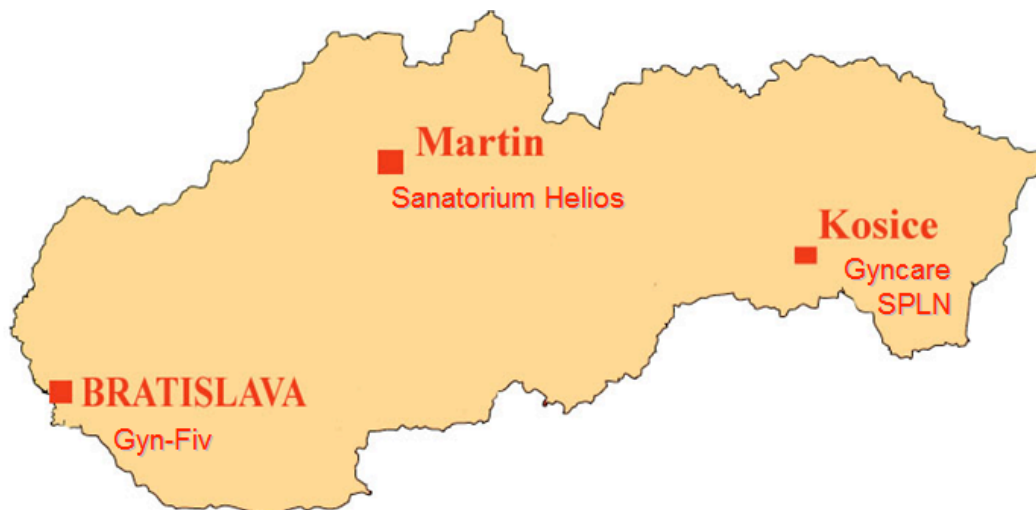 Martin
Sanatorium Helios
Kosice
Gyncare
SPLN
BRATISLAVA
Gyn-Fiv